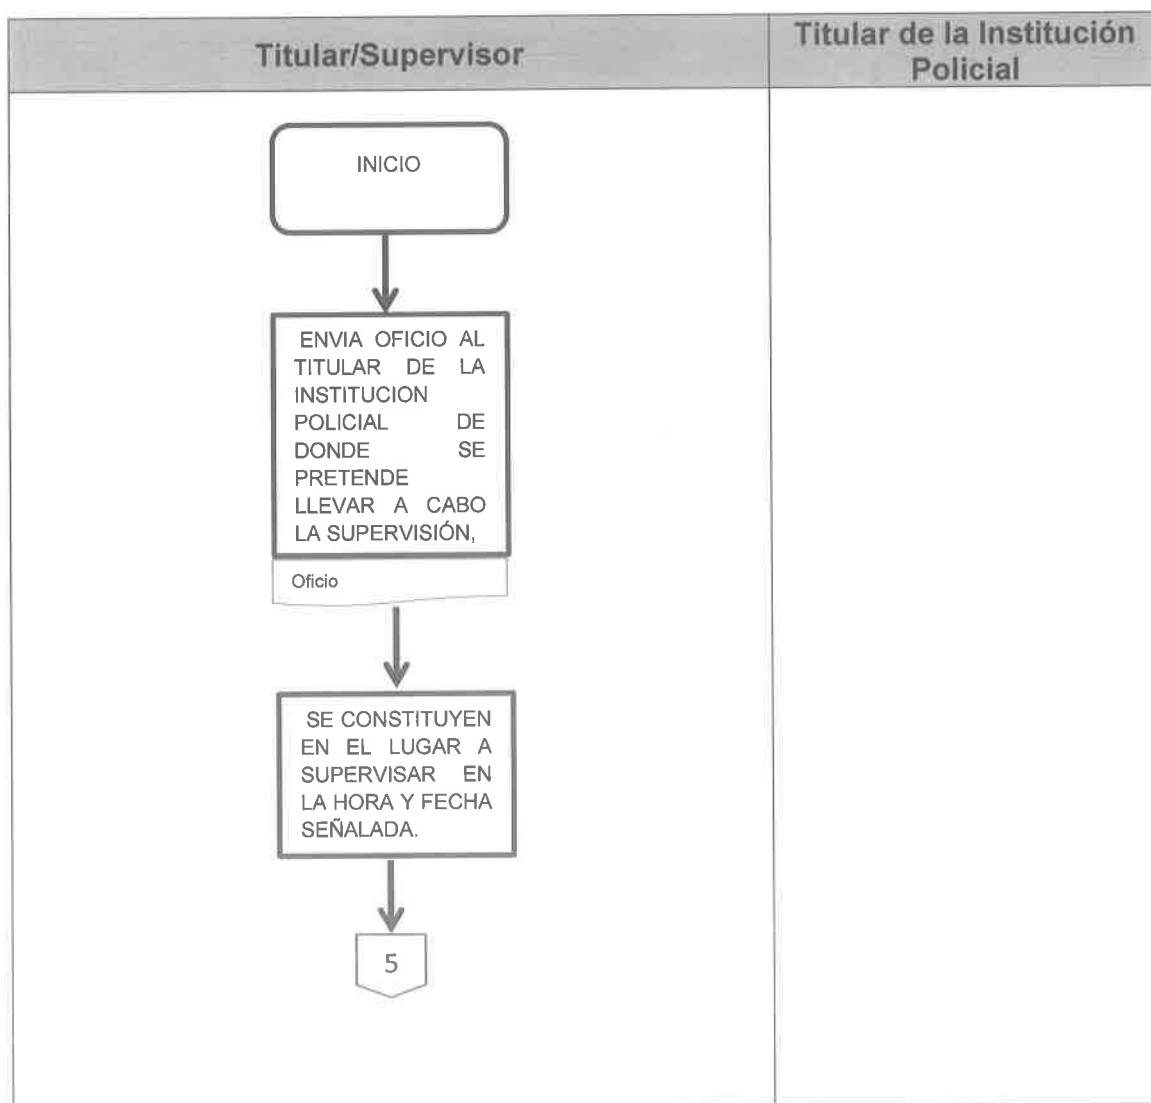 Titular/Supervisor
Titular de la Institución
Policial
INICIO
ENVIA OFICIO AL
TITULAR DE LA
INSTITUCION
POLICIAL DE
DONDE SE
PRETENDE
LLEVAR A CABO
LA SUPERVISIÓN,
Oficio
SE CONSTITUYEN
EN EL LUGAR A
SUPERVISAR EN
LA HORA Y FECHA
SEÑALADA.
5